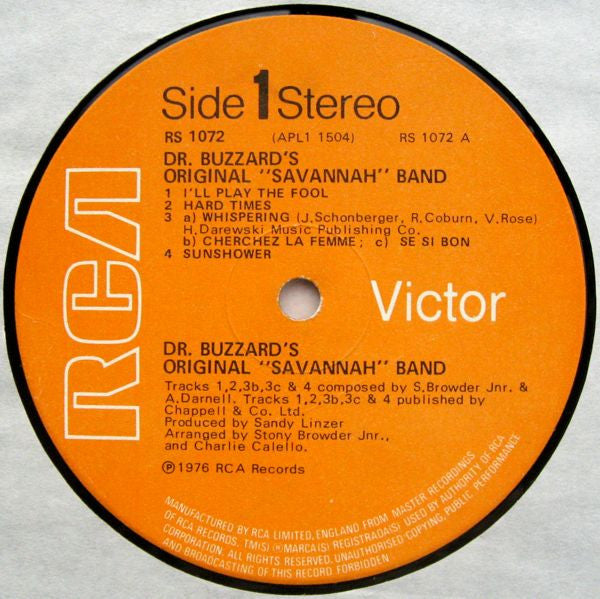 Side 1 Stereo
RS 1072 (APL1 1504) RS 1072 A
DR. BUZZARD'S
ORIGINAL "SAVANNAH" BAND
1 I'LL PLAY THE FOOL
2 HARD TIMES
3 a) WHISPERING (J.Schonberger, R.Coburn, V.Rose)
H.Darewski Music Publishing Co.
b) CHERCHEZ LA FEMME; c) SE SI BON
4 SUNSHOWER
RCA
Victor
DR. BUZZARD'S
ORIGINAL "SAVANNAH" BAND
Tracks 1,2,3b,3c & 4 composed by S.Browder Jnr. &
A.Darnell. Tracks 1,2,3b,3c & 4 published by
Chappell & Co. Ltd.
Produced by Sandy Linzer
Arranged by Stony Browder Jnr.,
and Charlie Calello.
Ⓟ 1976 RCA Records
MANUFACTURED BY RCA LIMITED, ENGLAND FROM MASTER RECORDINGS
OF RCA RECORDS, TM(S) ® MARCA(S) REGISTRADA(S) USED BY AUTHORITY OF RCA
CORPORATION. ALL RIGHTS RESERVED. UNAUTHORISED COPYING, PUBLIC PERFORMANCE
AND BROADCASTING OF THIS RECORD FORBIDDEN